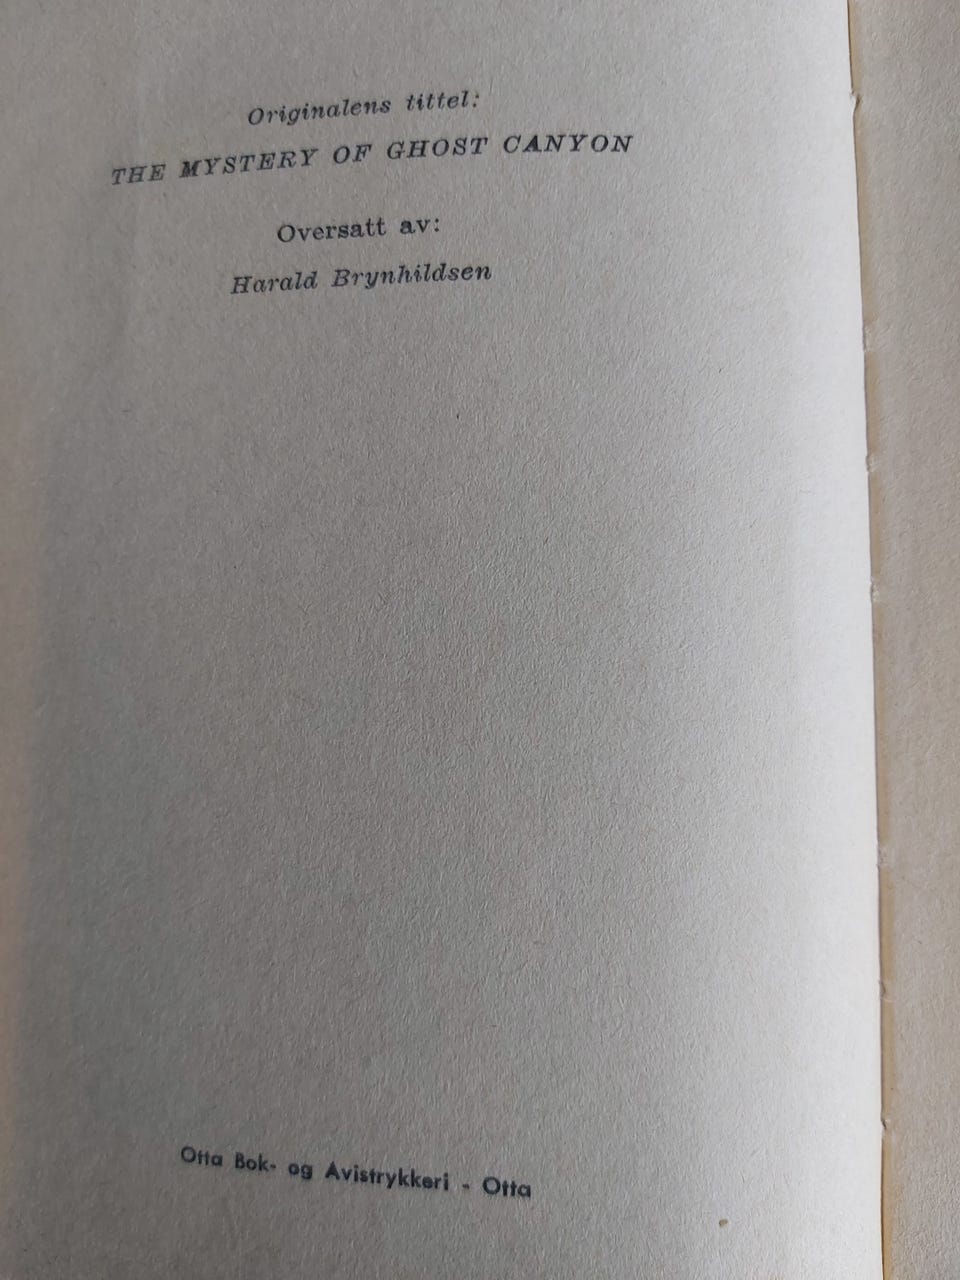 Originalens tittel:
THE MYSTERY OF GHOST CANYON
Oversatt av:
Harald Brynhildsen
Otta Bok- og Avistrykkeri - Otta